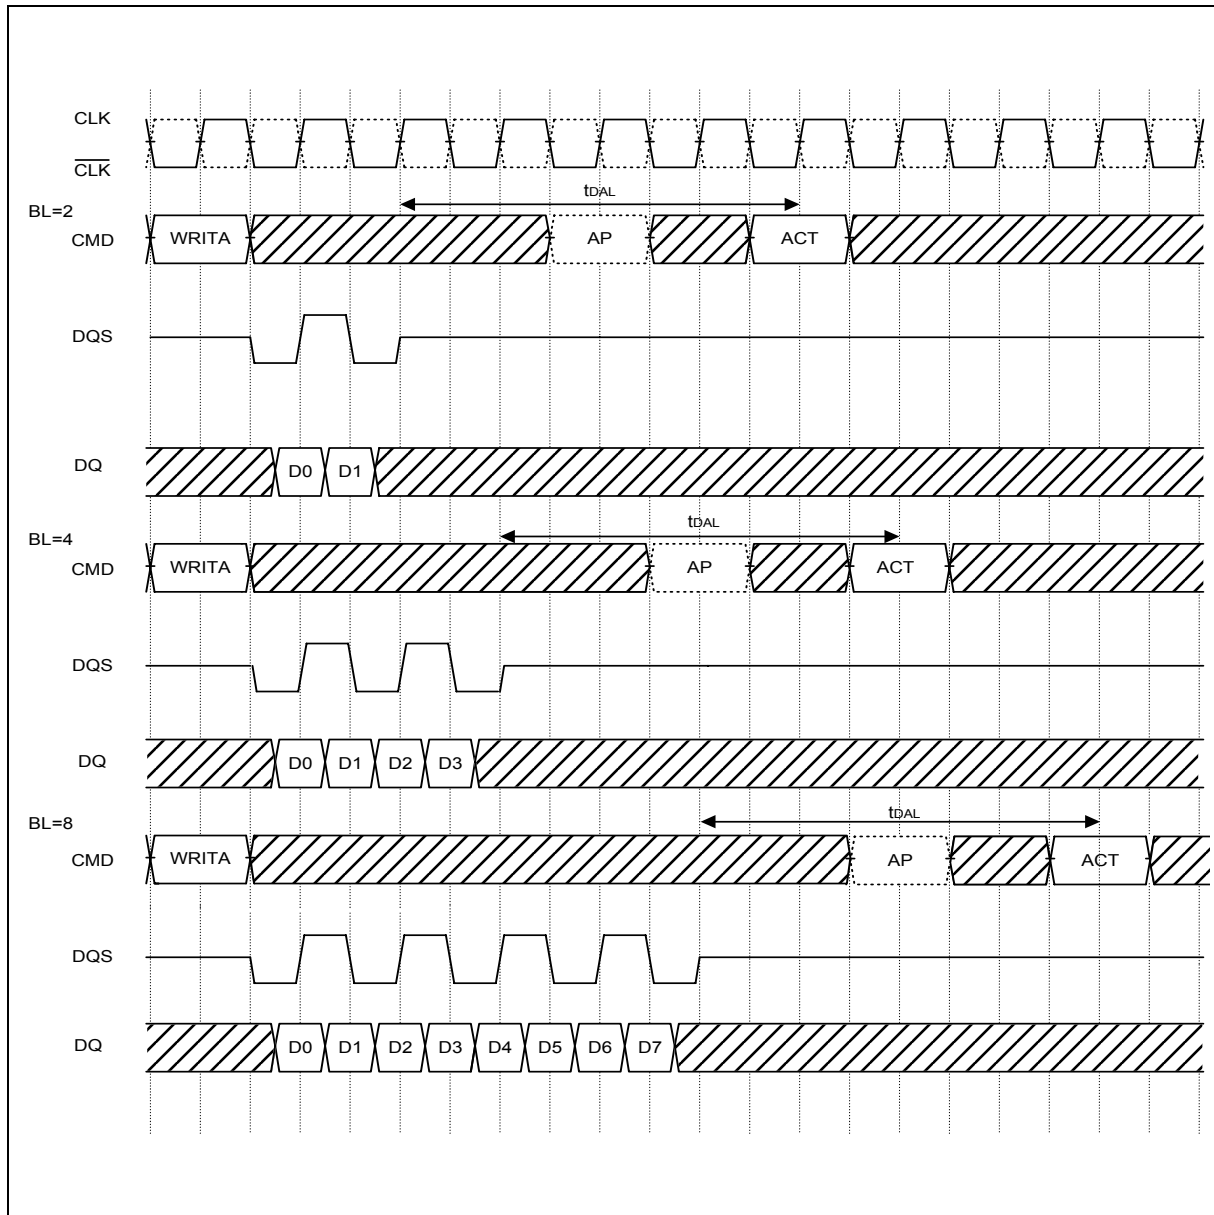 CLK
C̅L̅K̅
tDAL
BL=2
CMD WRITA AP ACT
DQS
DQ D0 D1
tDAL
BL=4
CMD WRITA AP ACT
DQS
DQ D0 D1 D2 D3
tDAL
BL=8
CMD WRITA AP ACT
DQS
DQ D0 D1 D2 D3 D4 D5 D6 D7